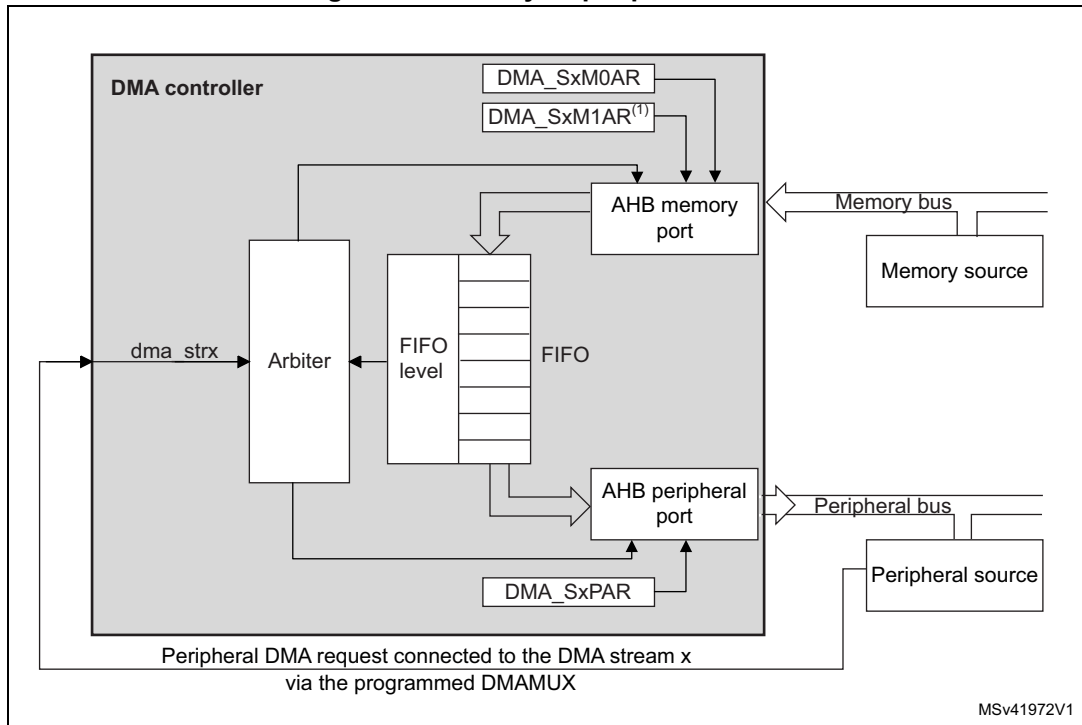 DMA controller
DMA_SxM0AR
DMA_SxM1AR(1)
AHB memory
port
Memory bus
Memory source
dma_strx
Arbiter
FIFO
level
FIFO
AHB peripheral
port
Peripheral bus
Peripheral source
DMA_SxPAR
Peripheral DMA request connected to the DMA stream x
via the programmed DMAMUX
MSv41972V1